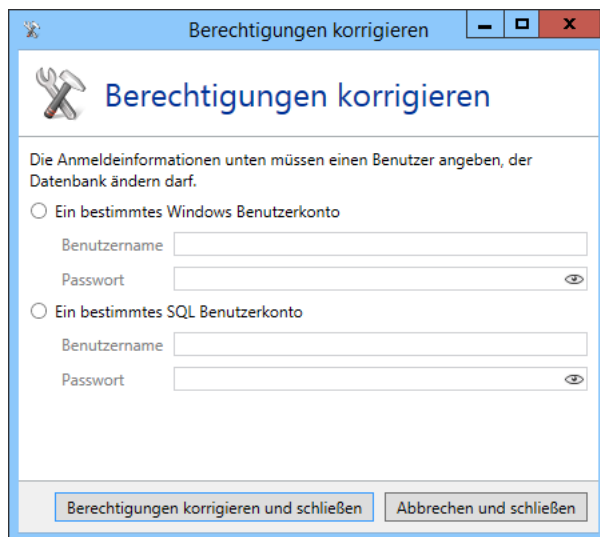 Berechtigungen korrigieren
Berechtigungen korrigieren
Die Anmeldeinformationen unten müssen einen Benutzer angeben, der
Datenbank ändern darf.
Ein bestimmtes Windows Benutzerkonto
Benutzername
Passwort
Ein bestimmtes SQL Benutzerkonto
Benutzername
Passwort
Berechtigungen korrigieren und schließen Abbrechen und schließen